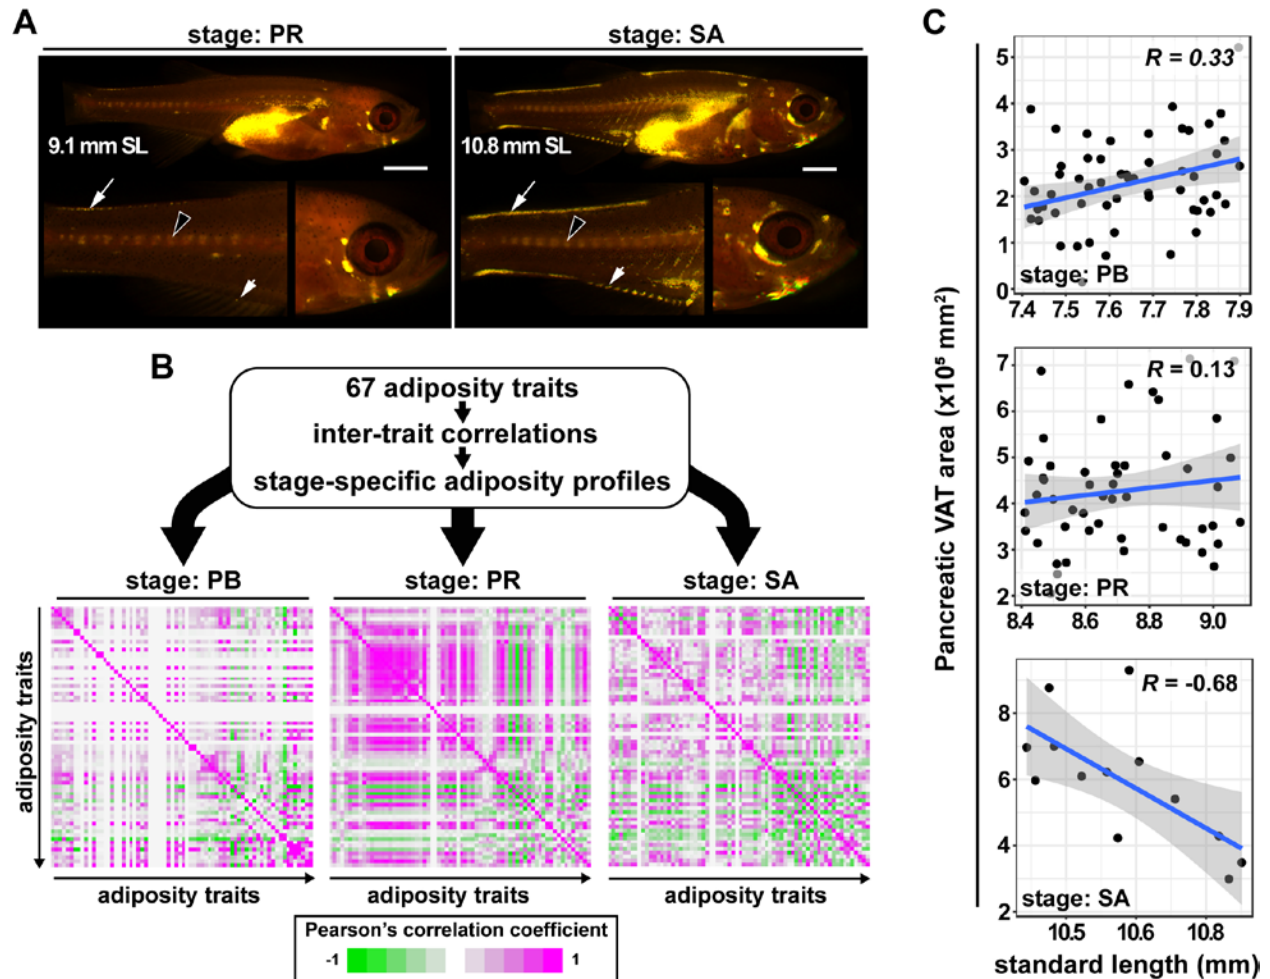 A
stage: PR
stage: SA
9.1 mm SL
10.8 mm SL
B
67 adiposity traits
inter-trait correlations
stage-specific adiposity profiles
stage: PB
stage: PR
stage: SA
adiposity traits
adiposity traits
adiposity traits
adiposity traits
Pearson's correlation coefficient
-1
1
C
Pancreatic VAT area (x10⁵ mm²)
R = 0.33
5
4
3
2
1
0
stage: PB
7.4 7.5 7.6 7.7 7.8 7.9
R = 0.13
7
6
5
4
3
2
stage: PR
8.4 8.6 8.8 9.0
R = -0.68
8
6
4
2
stage: SA
10.5 10.6 10.8
standard length (mm)